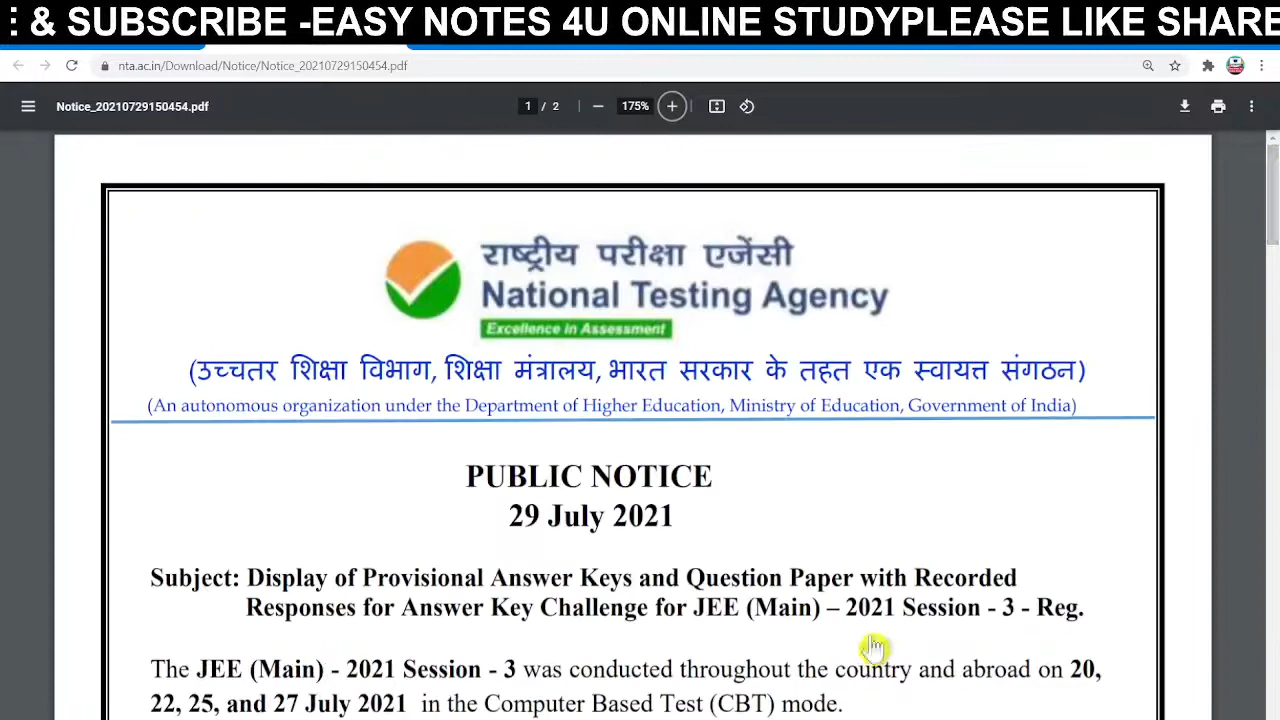 E & SUBSCRIBE -EASY NOTES 4U ONLINE STUDYPLEASE LIKE SHARE
nta.ac.in/Download/Notice/Notice_20210729150454.pdf
Notice_20210729150454.pdf
1 / 2
175%
राष्ट्रीय परीक्षा एजेंसी
National Testing Agency
Excellence in Assessment
(उच्चतर शिक्षा विभाग, शिक्षा मंत्रालय, भारत सरकार के तहत एक स्वायत्त संगठन)
(An autonomous organization under the Department of Higher Education, Ministry of Education, Government of India)
PUBLIC NOTICE
29 July 2021
Subject: Display of Provisional Answer Keys and Question Paper with Recorded
Responses for Answer Key Challenge for JEE (Main) – 2021 Session - 3 - Reg.
The JEE (Main) - 2021 Session - 3 was conducted throughout the country and abroad on 20,
22, 25, and 27 July 2021 in the Computer Based Test (CBT) mode.